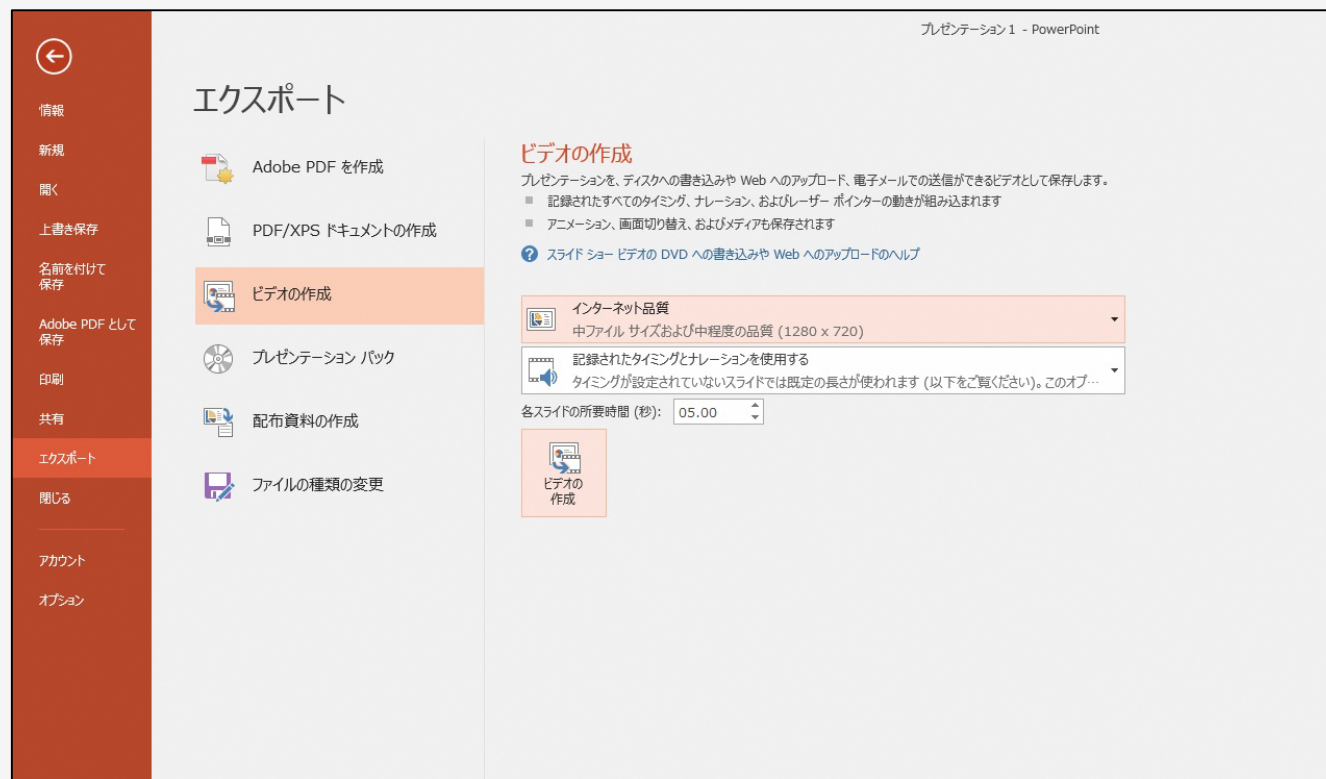 プレゼンテーション1 - PowerPoint
情報
新規
開く
上書き保存
名前を付けて
保存
Adobe PDF として
保存
印刷
共有
エクスポート
閉じる
アカウント
オプション
エクスポート
Adobe PDF を作成
PDF/XPS ドキュメントの作成
ビデオの作成
プレゼンテーション パック
配布資料の作成
ファイルの種類の変更
ビデオの作成
プレゼンテーションを、ディスクへの書き込みや Web へのアップロード、電子メールでの送信ができるビデオとして保存します。
記録されたすべてのタイミング、ナレーション、およびレーザー ポインターの動きが組み込まれます
アニメーション、画面切り替え、およびメディアも保存されます
スライド ショー ビデオの DVD への書き込みや Web へのアップロードのヘルプ
インターネット品質
中ファイル サイズおよび中程度の品質 (1280 x 720)
記録されたタイミングとナレーションを使用する
タイミングが設定されていないスライドでは既定の長さが使われます (以下をご覧ください)。このオプ…
各スライドの所要時間 (秒): 05.00
ビデオの
作成